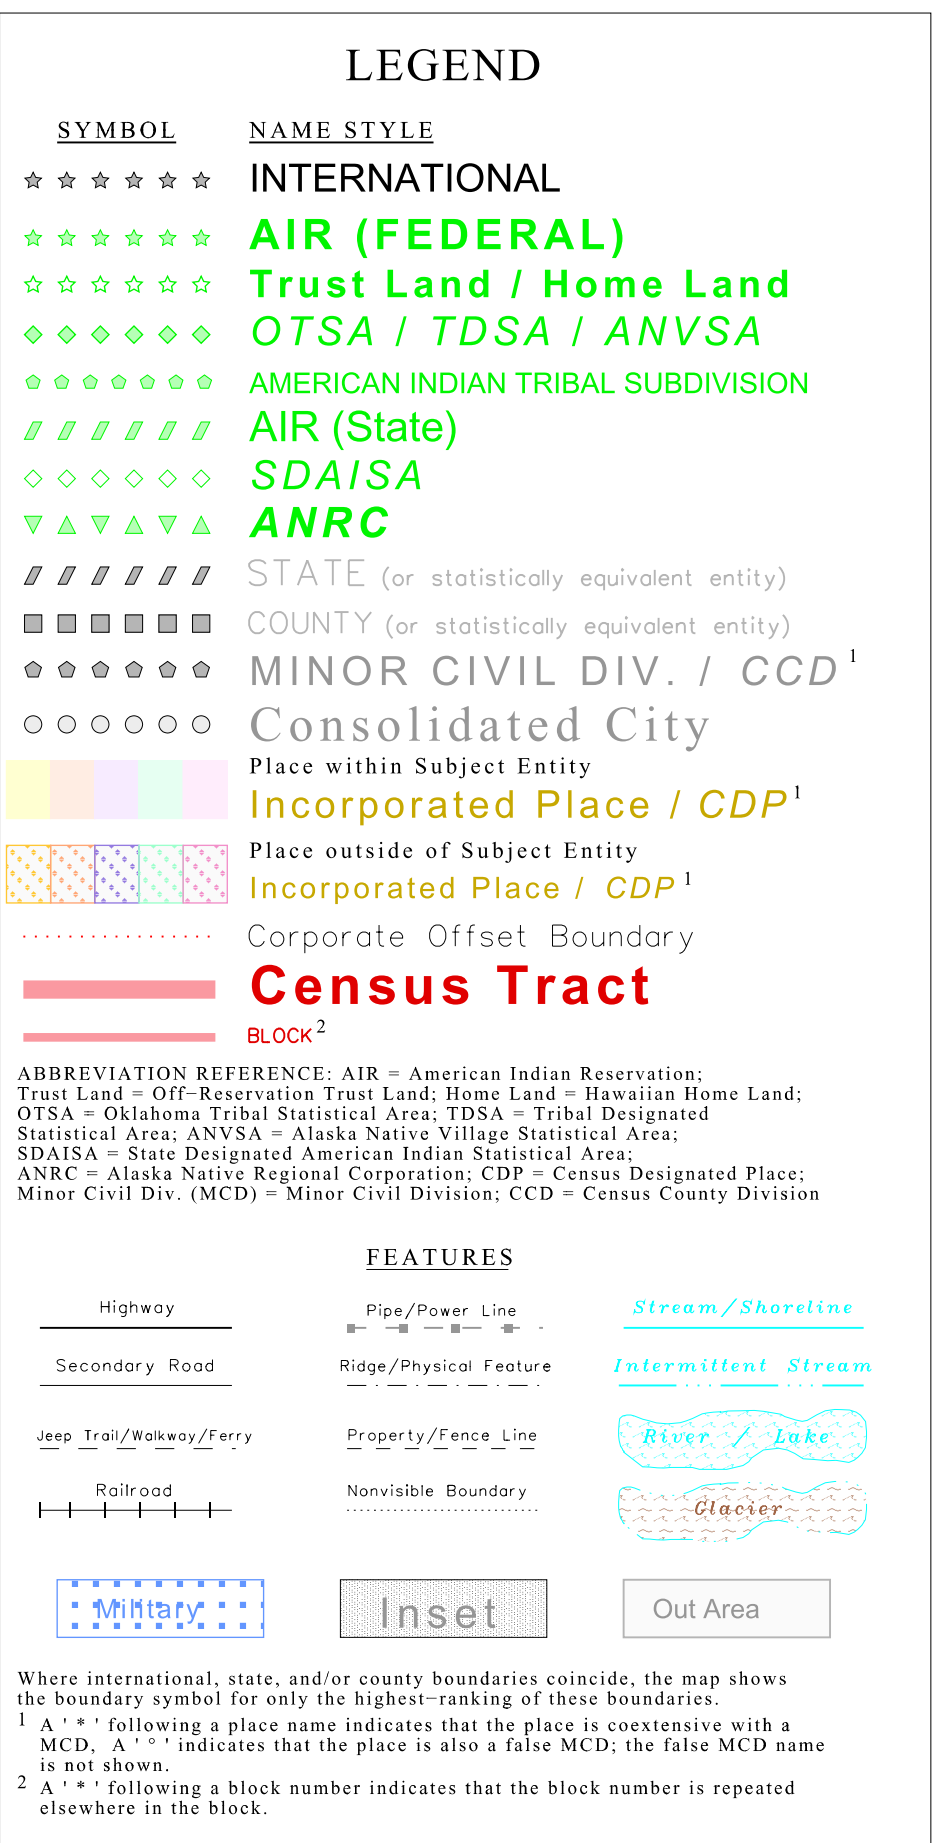 LEGEND
SYMBOL NAME STYLE
INTERNATIONAL
AIR (FEDERAL)
Trust Land / Home Land
OTSA / TDSA / ANVSA
AMERICAN INDIAN TRIBAL SUBDIVISION
AIR (State)
SDAISA
ANRC
STATE (or statistically equivalent entity)
COUNTY (or statistically equivalent entity)
MINOR CIVIL DIV. / CCD 1
Consolidated City
Place within Subject Entity
Incorporated Place / CDP 1
Place outside of Subject Entity
Incorporated Place / CDP 1
Corporate Offset Boundary
Census Tract
BLOCK 2
ABBREVIATION REFERENCE: AIR = American Indian Reservation;
Trust Land = Off−Reservation Trust Land; Home Land = Hawaiian Home Land;
OTSA = Oklahoma Tribal Statistical Area; TDSA = Tribal Designated
Statistical Area; ANVSA = Alaska Native Village Statistical Area;
SDAISA = State Designated American Indian Statistical Area;
ANRC = Alaska Native Regional Corporation; CDP = Census Designated Place;
Minor Civil Div. (MCD) = Minor Civil Division; CCD = Census County Division
FEATURES
Highway
Pipe/Power Line
Stream/Shoreline
Secondary Road
Ridge/Physical Feature
Intermittent Stream
Jeep Trail/Walkway/Ferry
Property/Fence Line
River / Lake
Railroad
Nonvisible Boundary
Glacier
Military
Inset
Out Area
Where international, state, and/or county boundaries coincide, the map shows
the boundary symbol for only the highest−ranking of these boundaries.
1 A ' * ' following a place name indicates that the place is coextensive with a
MCD, A ' ° ' indicates that the place is also a false MCD; the false MCD name
is not shown.
2 A ' * ' following a block number indicates that the block number is repeated
elsewhere in the block.